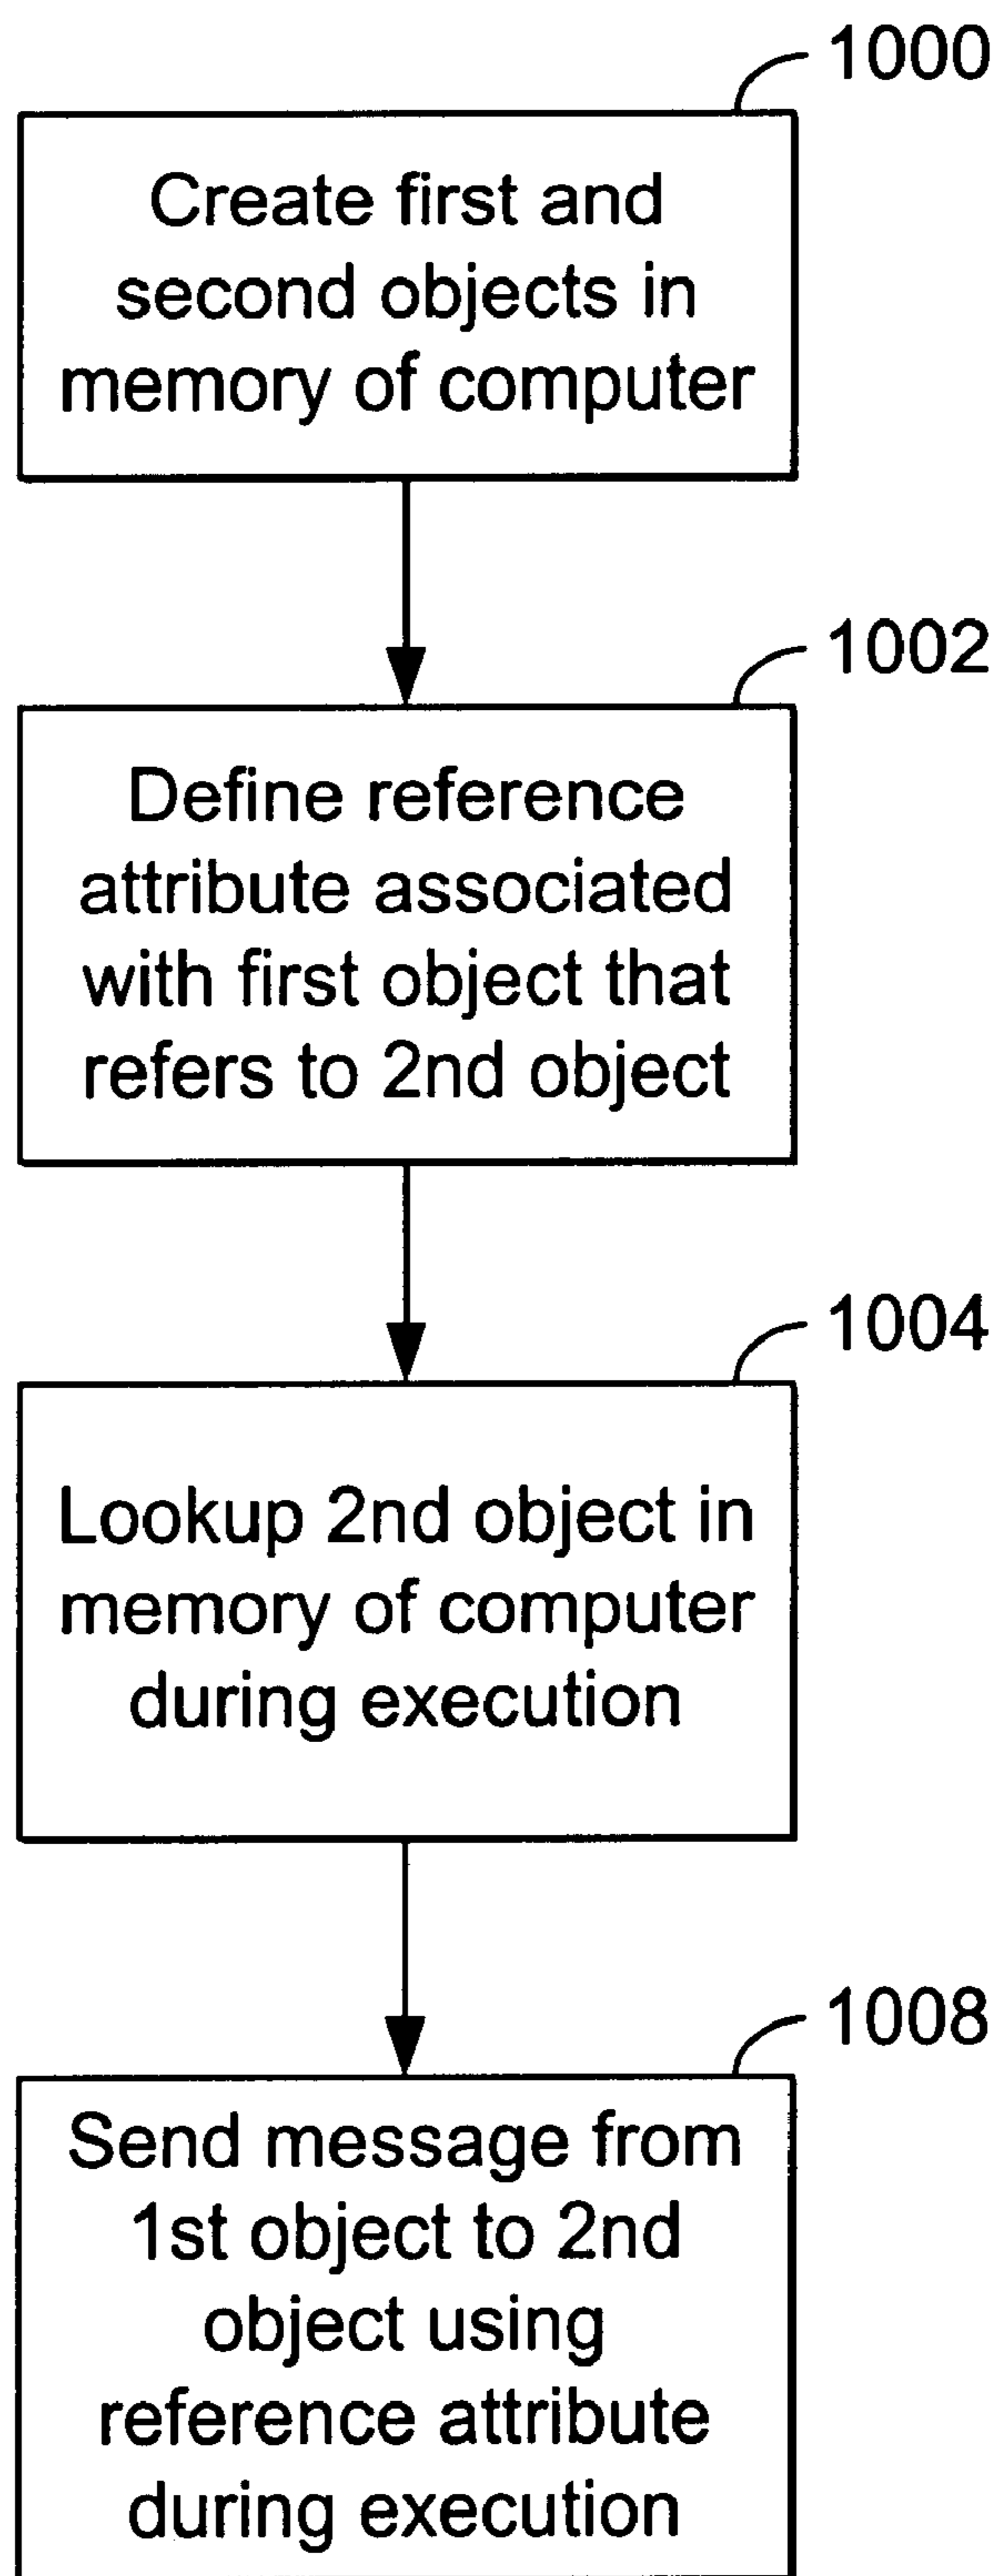 1000
Create first and
second objects in
memory of computer
1002
Define reference
attribute associated
with first object that
refers to 2nd object
1004
Lookup 2nd object in
memory of computer
during execution
1008
Send message from
1st object to 2nd
object using
reference attribute
during execution